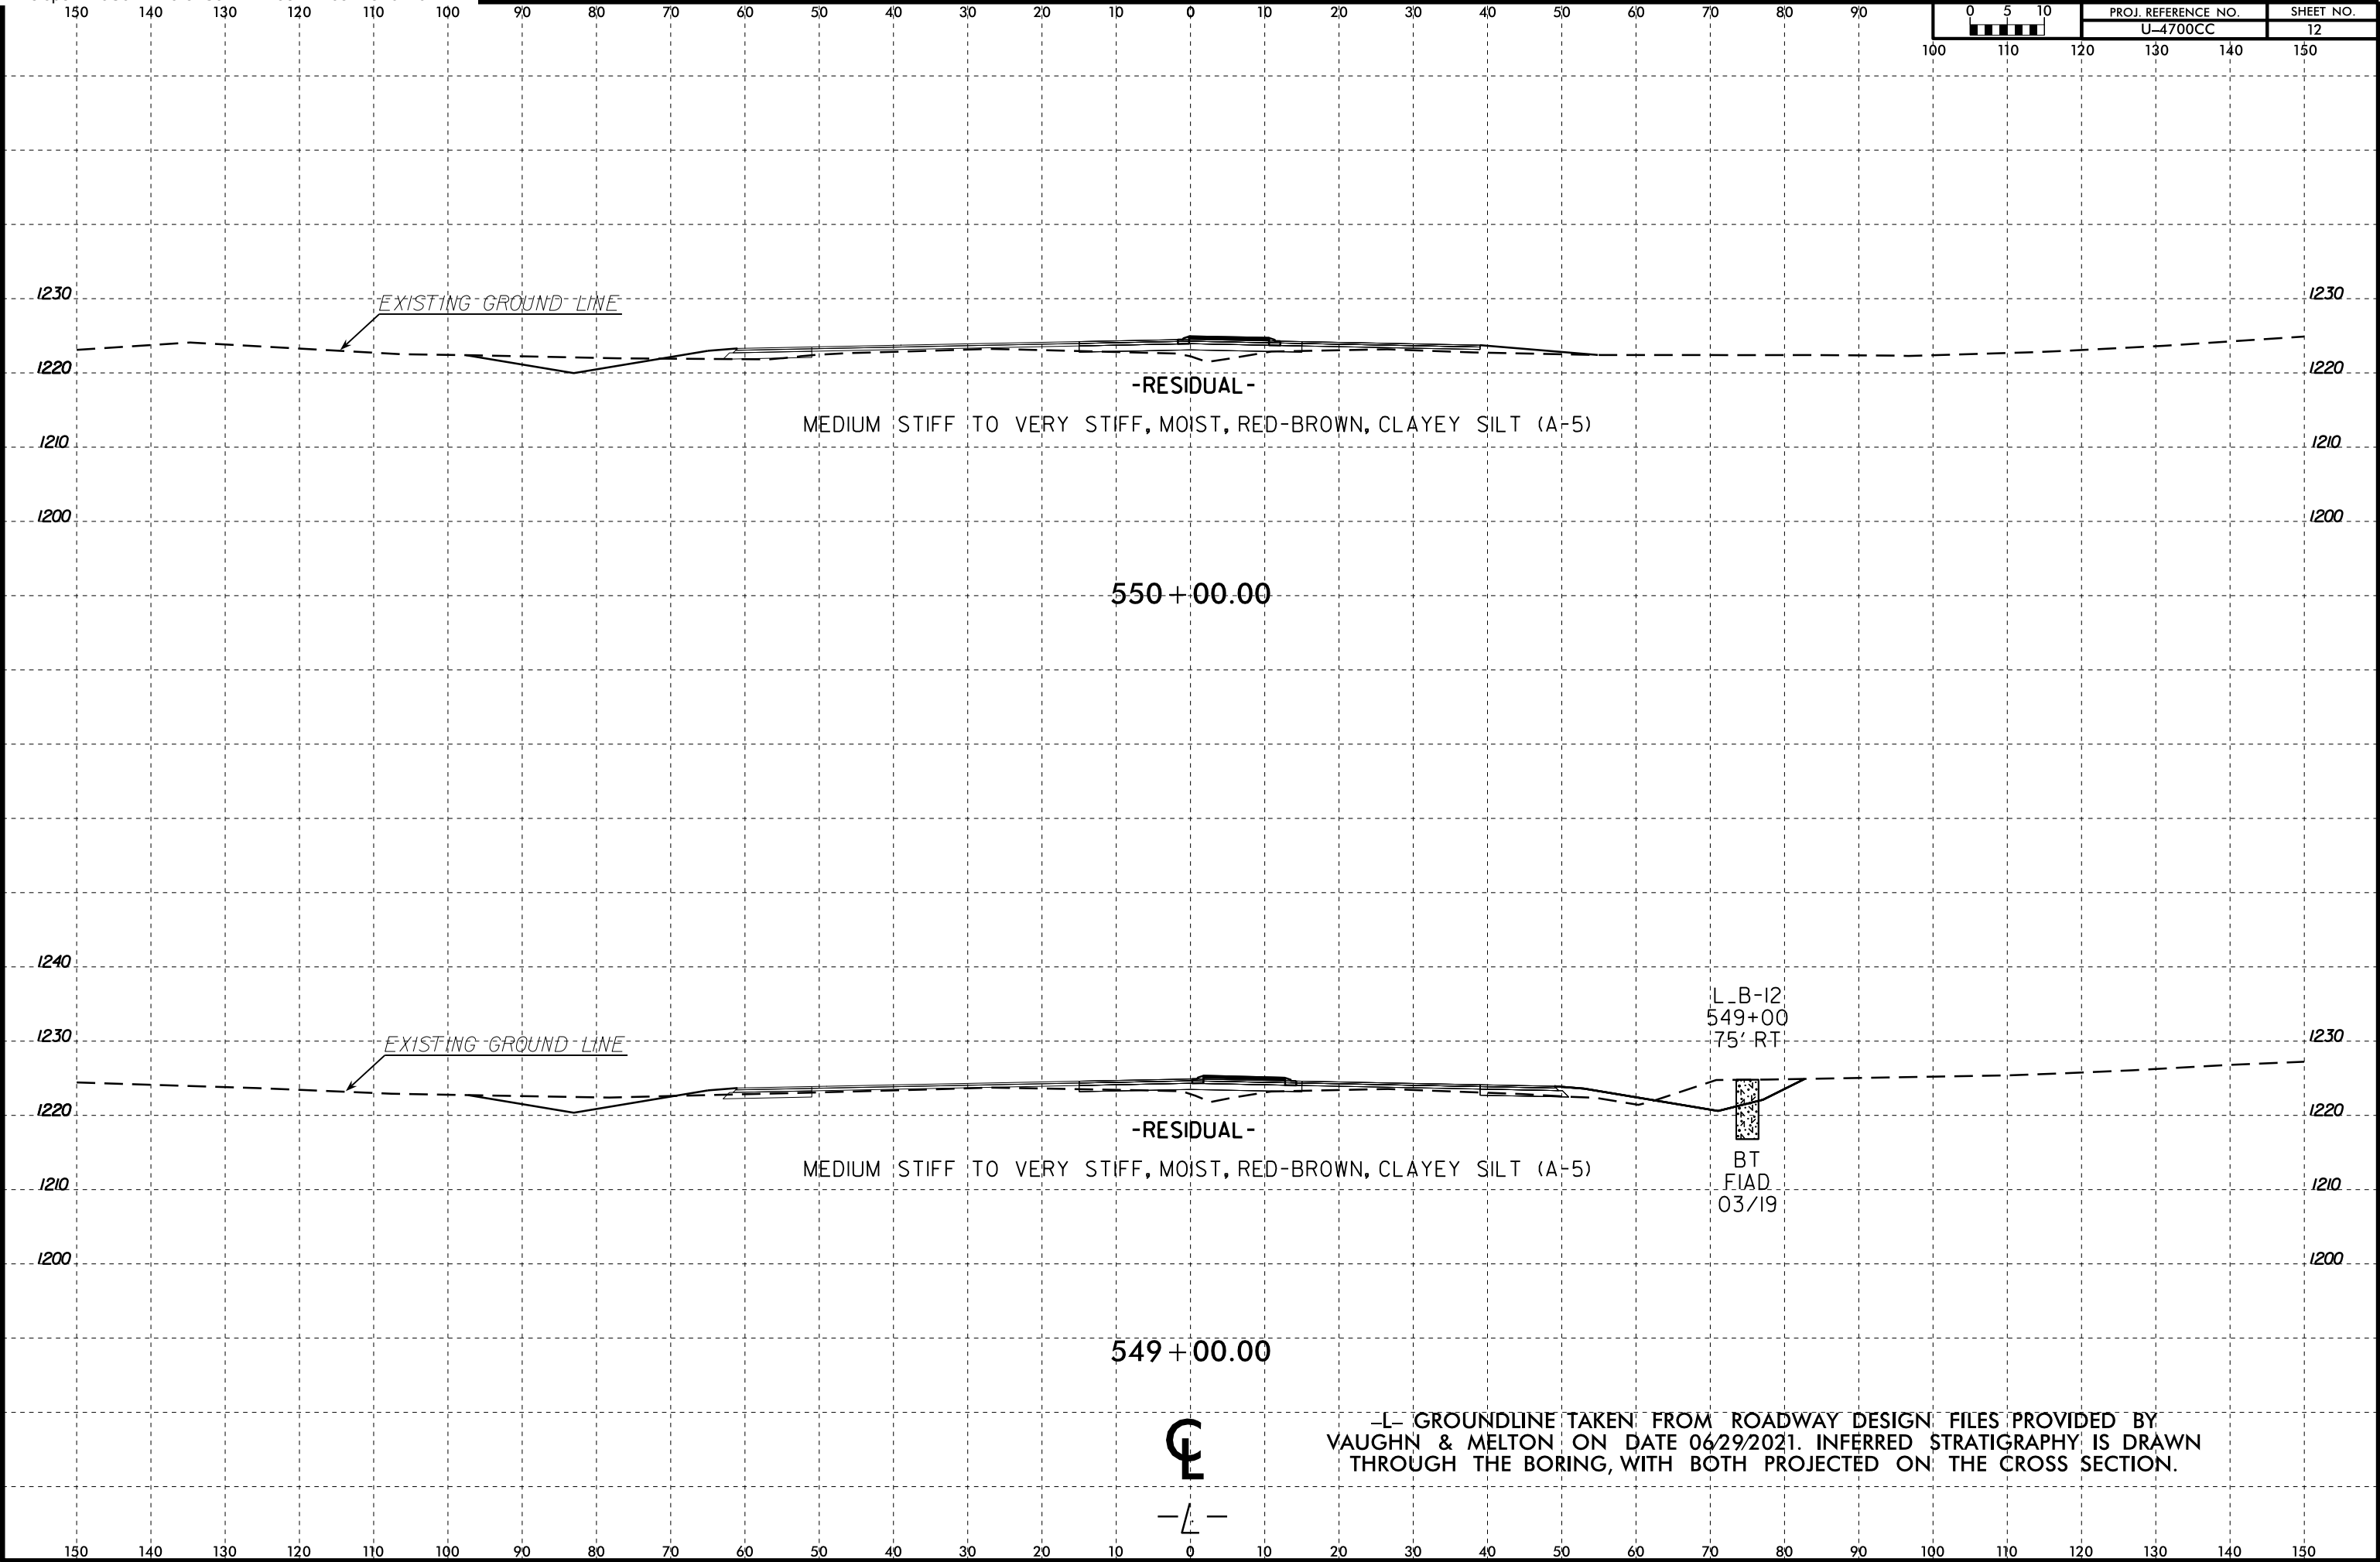 150 140 130 120 110 100 90 80 70 60 50 40 30 20 10 0 10 20 30 40 50 60 70 80 90
0 5 10
PROJ. REFERENCE NO. SHEET NO.
U-4700CC 12
100 110 120 130 140 150
1230 1230
EXISTING GROUND LINE
1220 1220
-RESIDUAL-
MEDIUM STIFF TO VERY STIFF, MOIST, RED-BROWN, CLAYEY SILT (A-5)
1210 1210
1200 1200
550+00.00
1240
L_B-12
549+00
75' RT
1230 1230
EXISTING GROUND LINE
1220 1220
-RESIDUAL-
MEDIUM STIFF TO VERY STIFF, MOIST, RED-BROWN, CLAYEY SILT (A-5)
BT
FIAD
03/19
1210 1210
1200 1200
549+00.00
-L- GROUNDLINE TAKEN FROM ROADWAY DESIGN FILES PROVIDED BY
VAUGHN & MELTON ON DATE 06/29/2021. INFERRED STRATIGRAPHY IS DRAWN
THROUGH THE BORING, WITH BOTH PROJECTED ON THE CROSS SECTION.
℄
-L-
150 140 130 120 110 100 90 80 70 60 50 40 30 20 10 0 10 20 30 40 50 60 70 80 90 100 110 120 130 140 150